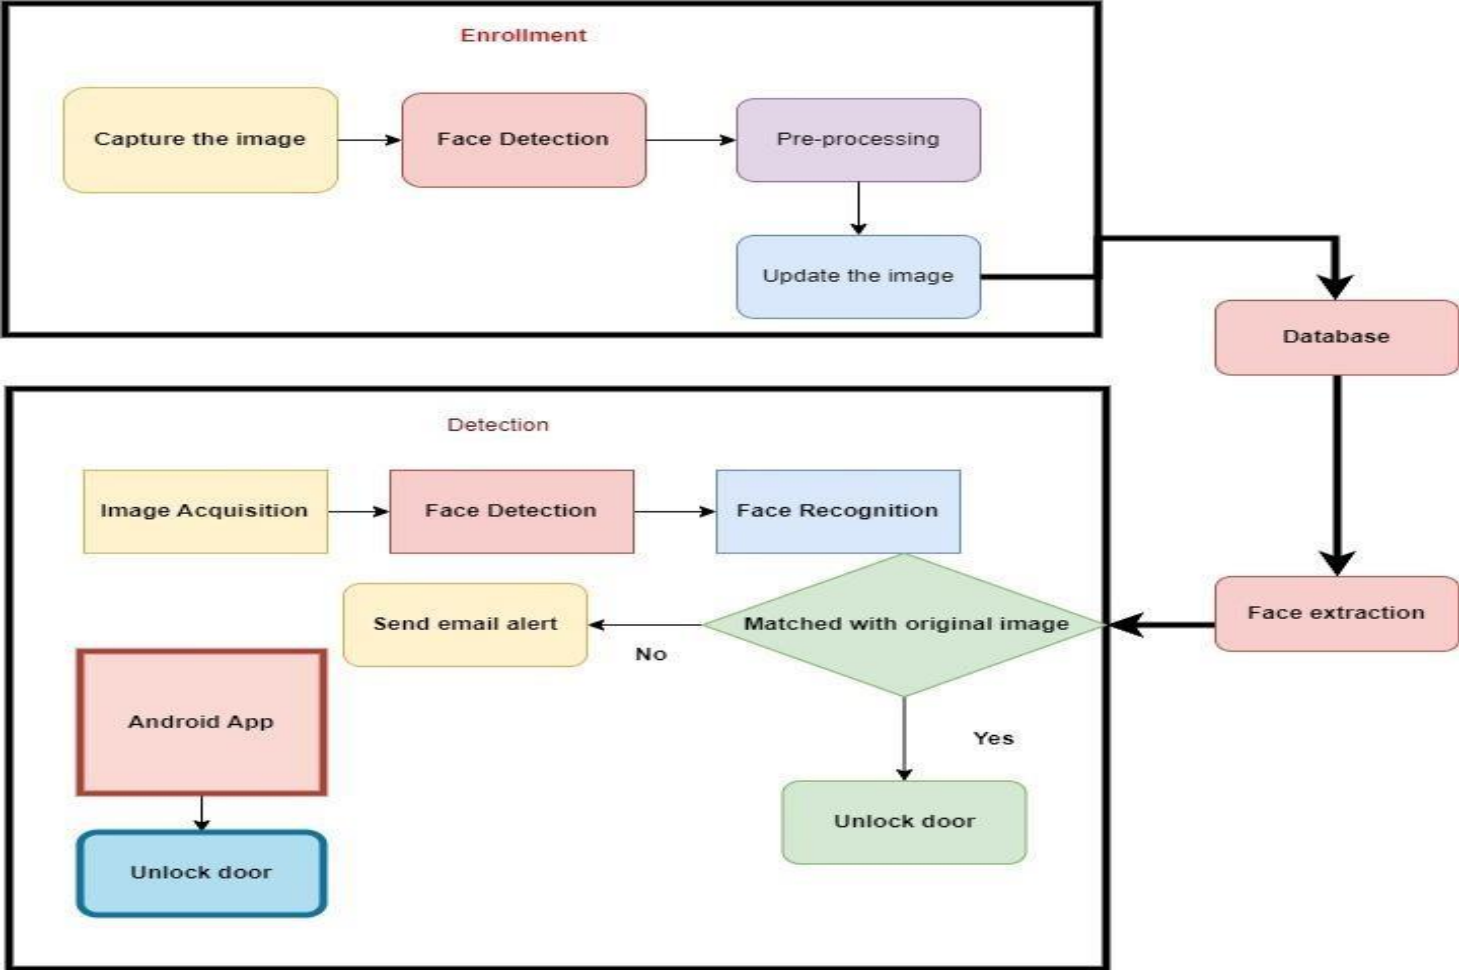 Enrollment
Capture the image
Face Detection
Pre-processing
Update the image
Database
Detection
Image Acquisition
Face Detection
Face Recognition
Send email alert
No
Matched with original image
Face extraction
Android App
Yes
Unlock door
Unlock door